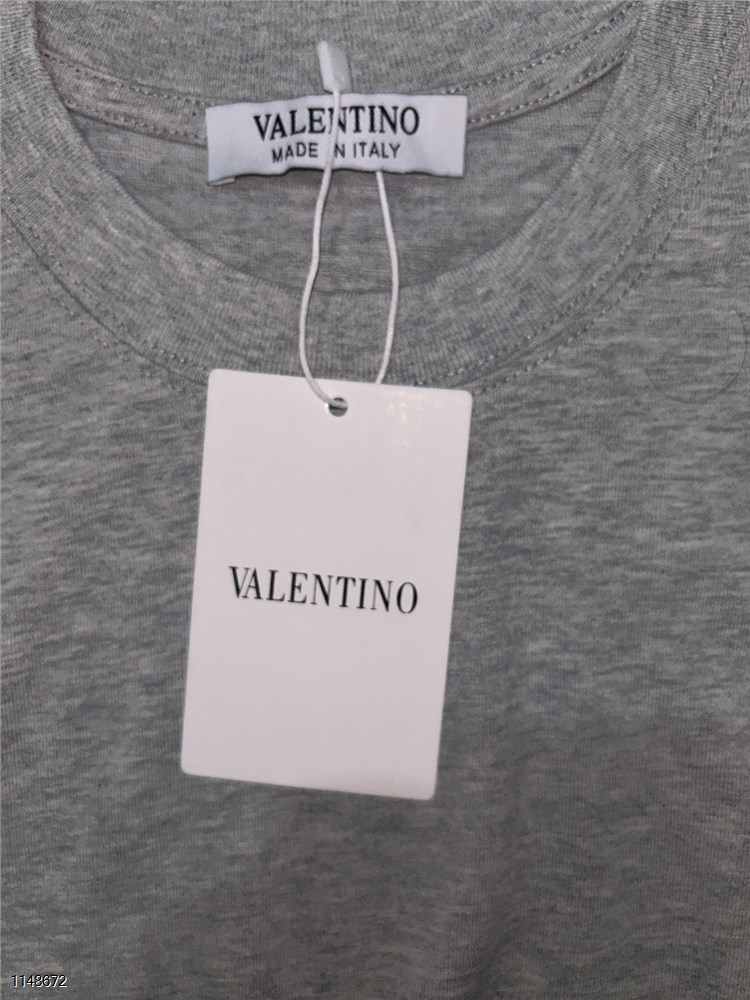 VALENTINO
MADE IN ITALY
VALENTINO
1148672